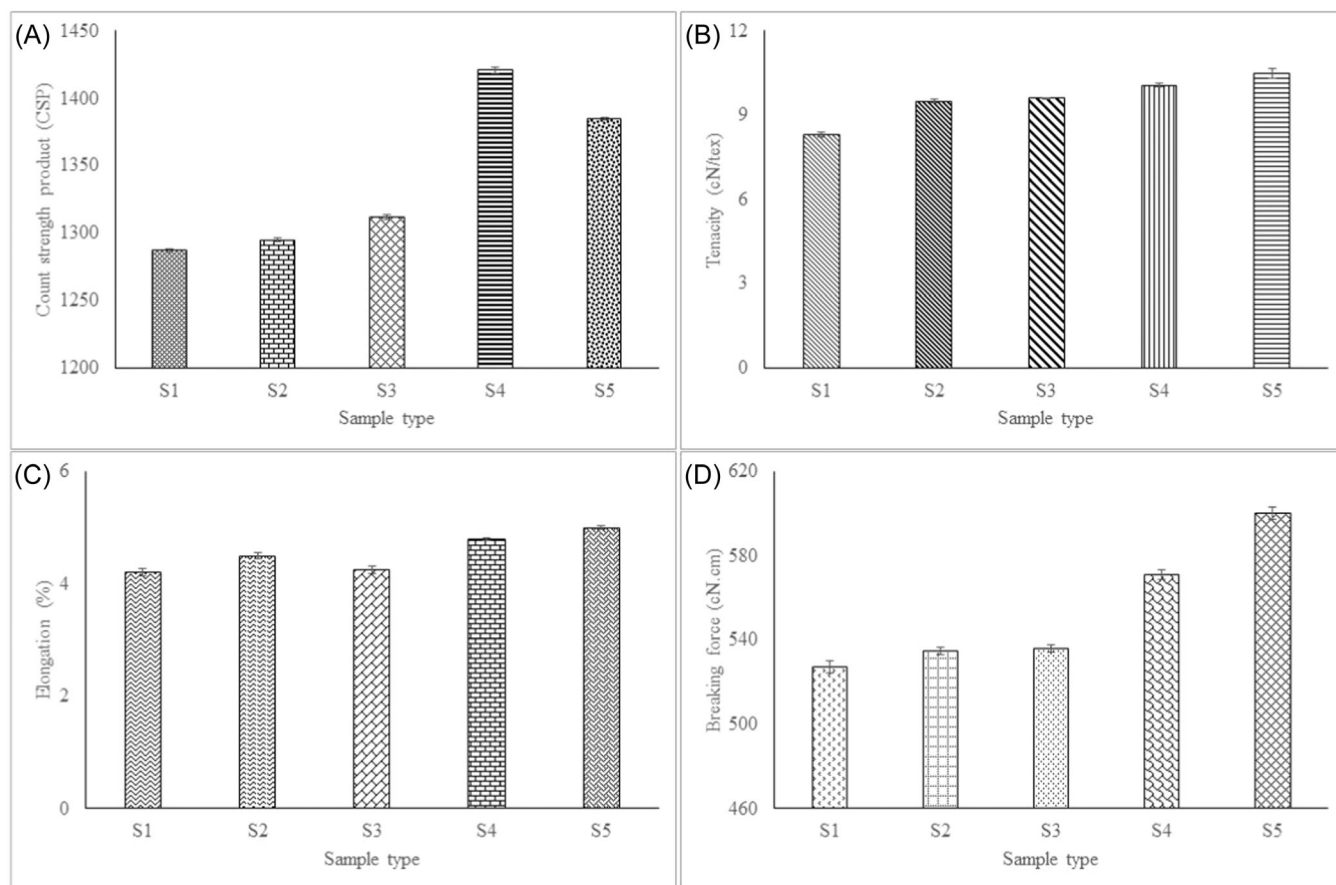 (A)
Count strength product (CSP)
1450
1400
1350
1300
1250
1200
S1 S2 S3 S4 S5
Sample type
(B)
Tenacity (cN/tex)
12
9
6
3
0
S1 S2 S3 S4 S5
Sample type
(C)
Elongation (%)
6
4
2
0
S1 S2 S3 S4 S5
Sample type
(D)
Breaking force (cN.cm)
620
580
540
500
460
S1 S2 S3 S4 S5
Sample type